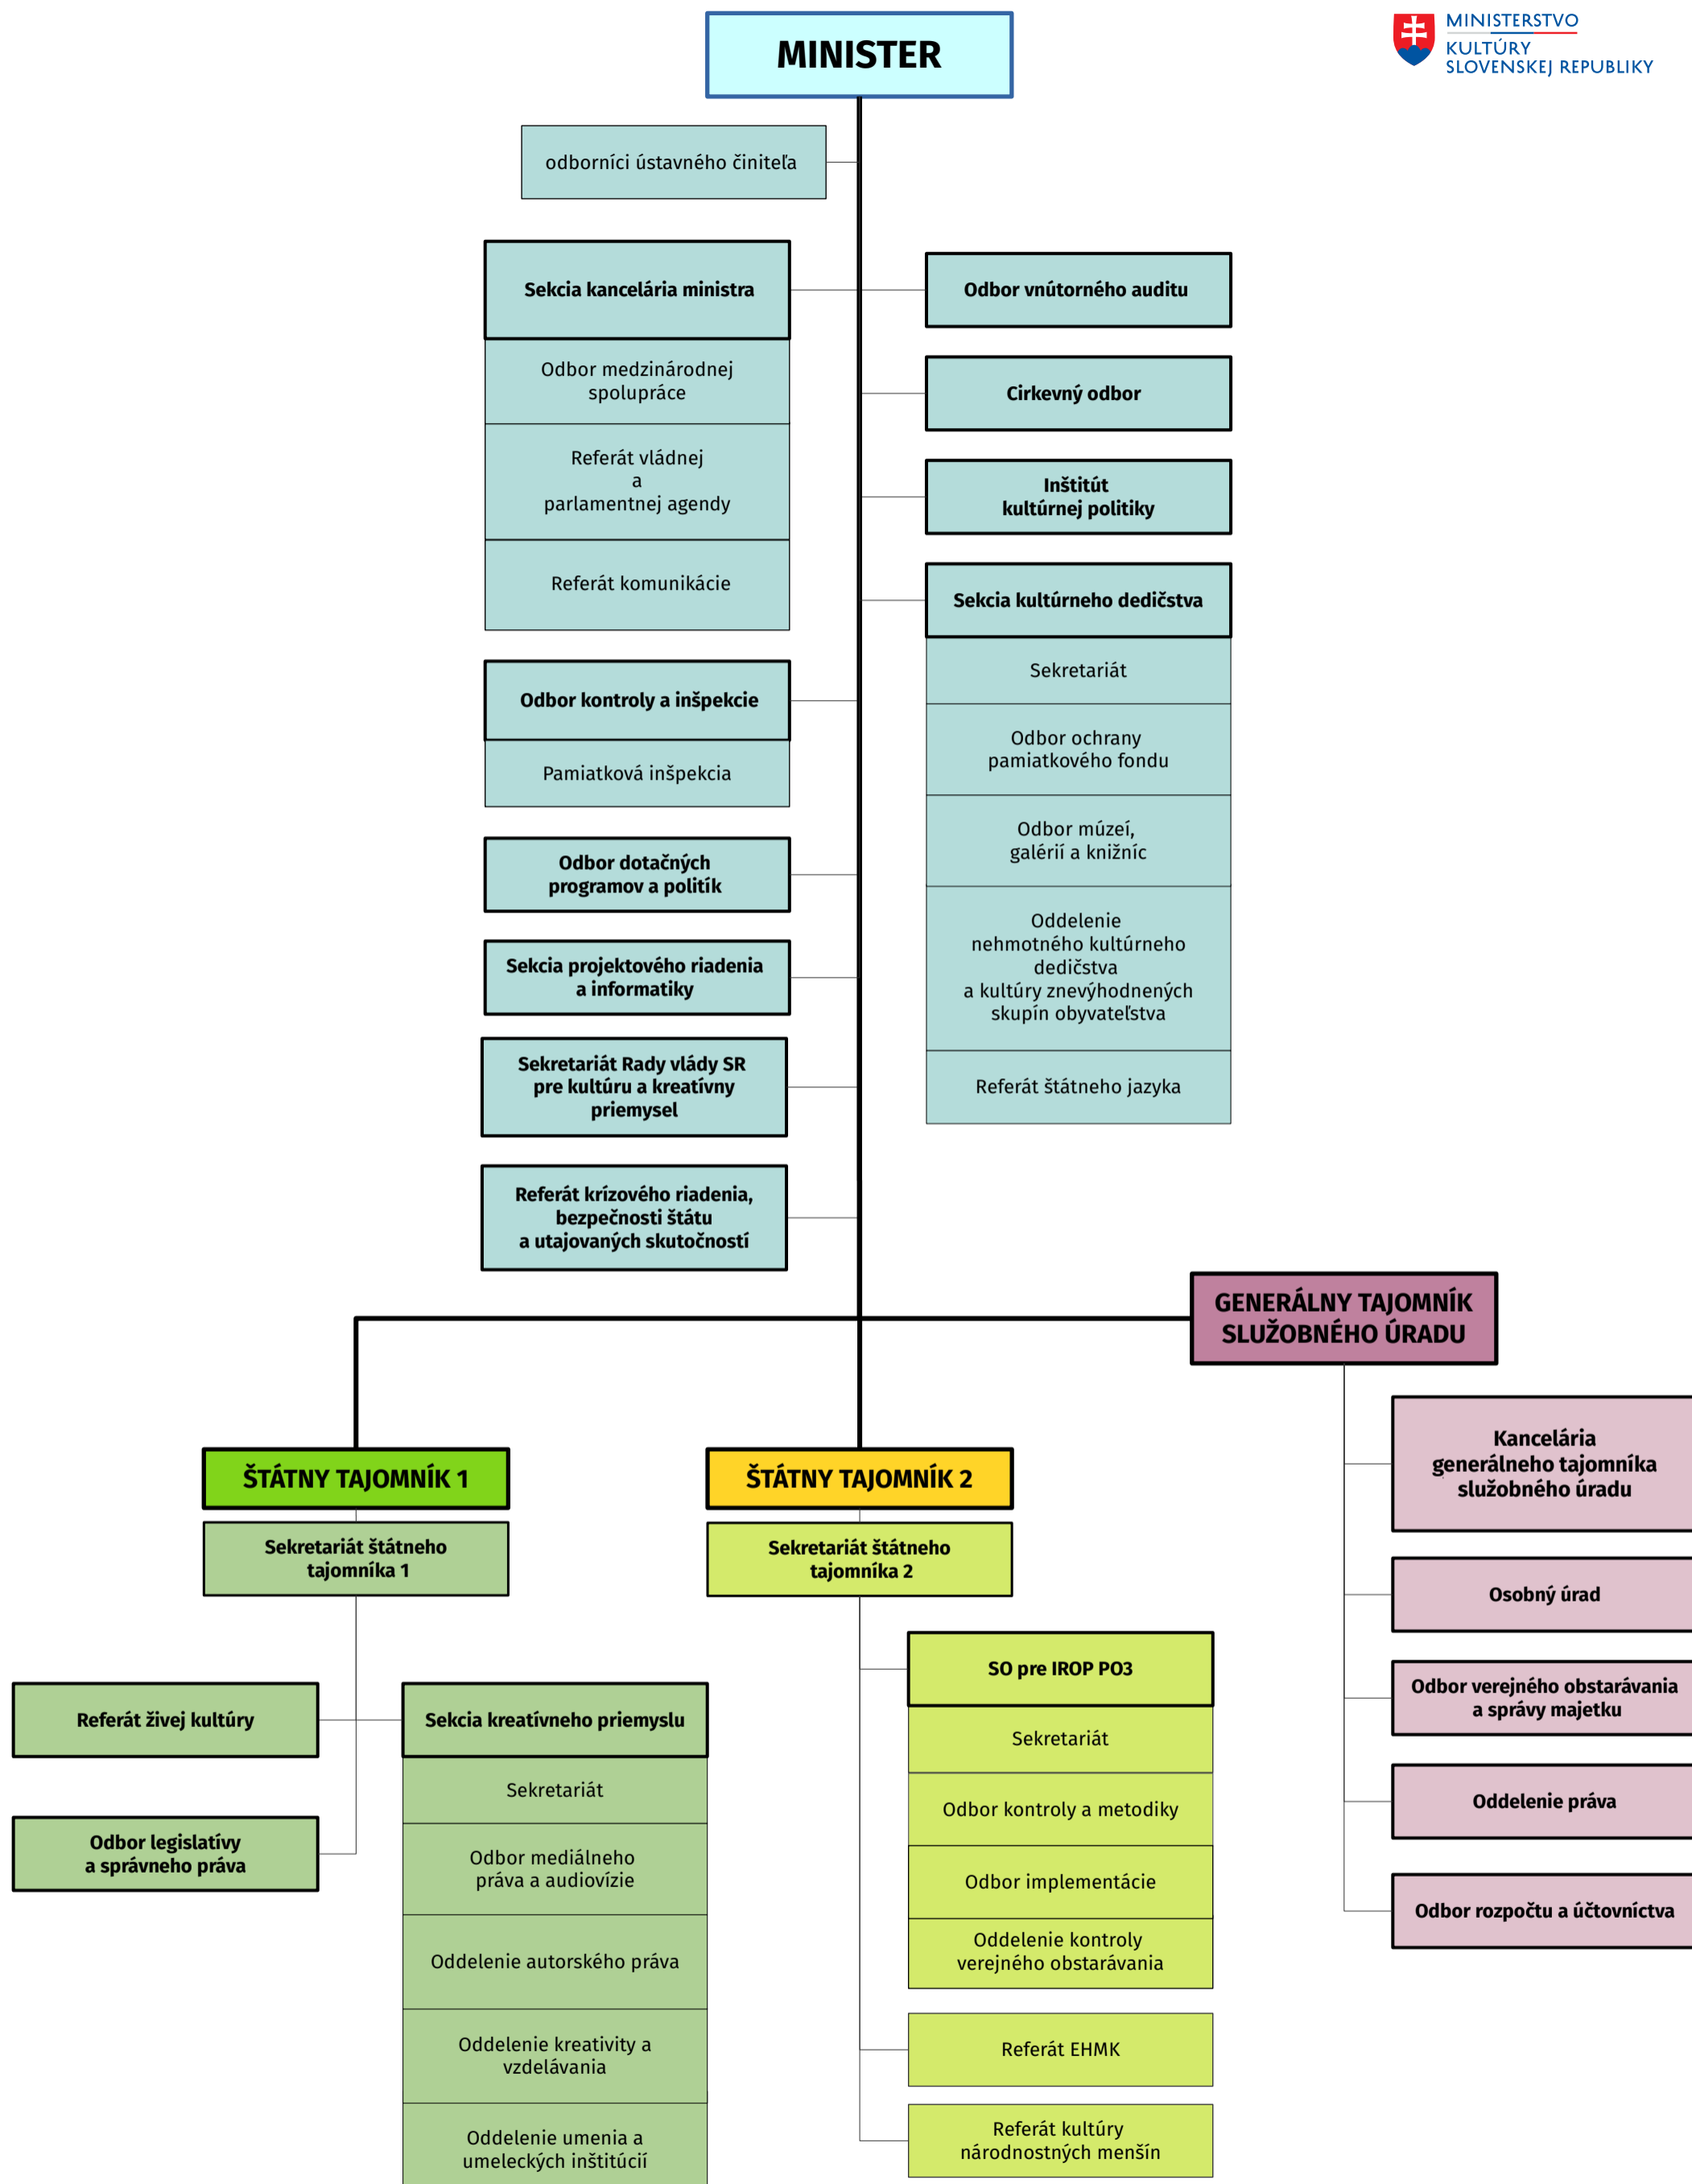 MINISTER
MINISTERSTVO
KULTÚRY
SLOVENSKEJ REPUBLIKY
odborníci ústavného činiteľa
Sekcia kancelária ministra
Odbor medzinárodnej
spolupráce
Referát vládnej
a
parlamentnej agendy
Referát komunikácie
Odbor kontroly a inšpekcie
Pamiatková inšpekcia
Odbor dotačných
programov a politík
Sekcia projektového riadenia
a informatiky
Sekretariát Rady vlády SR
pre kultúru a kreatívny
priemysel
Referát krízového riadenia,
bezpečnosti štátu
a utajovaných skutočností
Odbor vnútorného auditu
Cirkevný odbor
Inštitút
kultúrnej politiky
Sekcia kultúrneho dedičstva
Sekretariát
Odbor ochrany
pamiatkového fondu
Odbor múzeí,
galérií a knižníc
Oddelenie
nehmotného kultúrneho
dedičstva
a kultúry znevýhodnených
skupín obyvateľstva
Referát štátneho jazyka
GENERÁLNY TAJOMNÍK
SLUŽOBNÉHO ÚRADU
Kancelária
generálneho tajomníka
služobného úradu
Osobný úrad
Odbor verejného obstarávania
a správy majetku
Oddelenie práva
Odbor rozpočtu a účtovníctva
ŠTÁTNY TAJOMNÍK 1
Sekretariát štátneho
tajomníka 1
Referát živej kultúry
Odbor legislatívy
a správneho práva
Sekcia kreatívneho priemyslu
Sekretariát
Odbor mediálneho
práva a audiovízie
Oddelenie autorského práva
Oddelenie kreativity a
vzdelávania
Oddelenie umenia a
umeleckých inštitúcií
ŠTÁTNY TAJOMNÍK 2
Sekretariát štátneho
tajomníka 2
SO pre IROP PO3
Sekretariát
Odbor kontroly a metodiky
Odbor implementácie
Oddelenie kontroly
verejného obstarávania
Referát EHMK
Referát kultúry
národnostných menšín